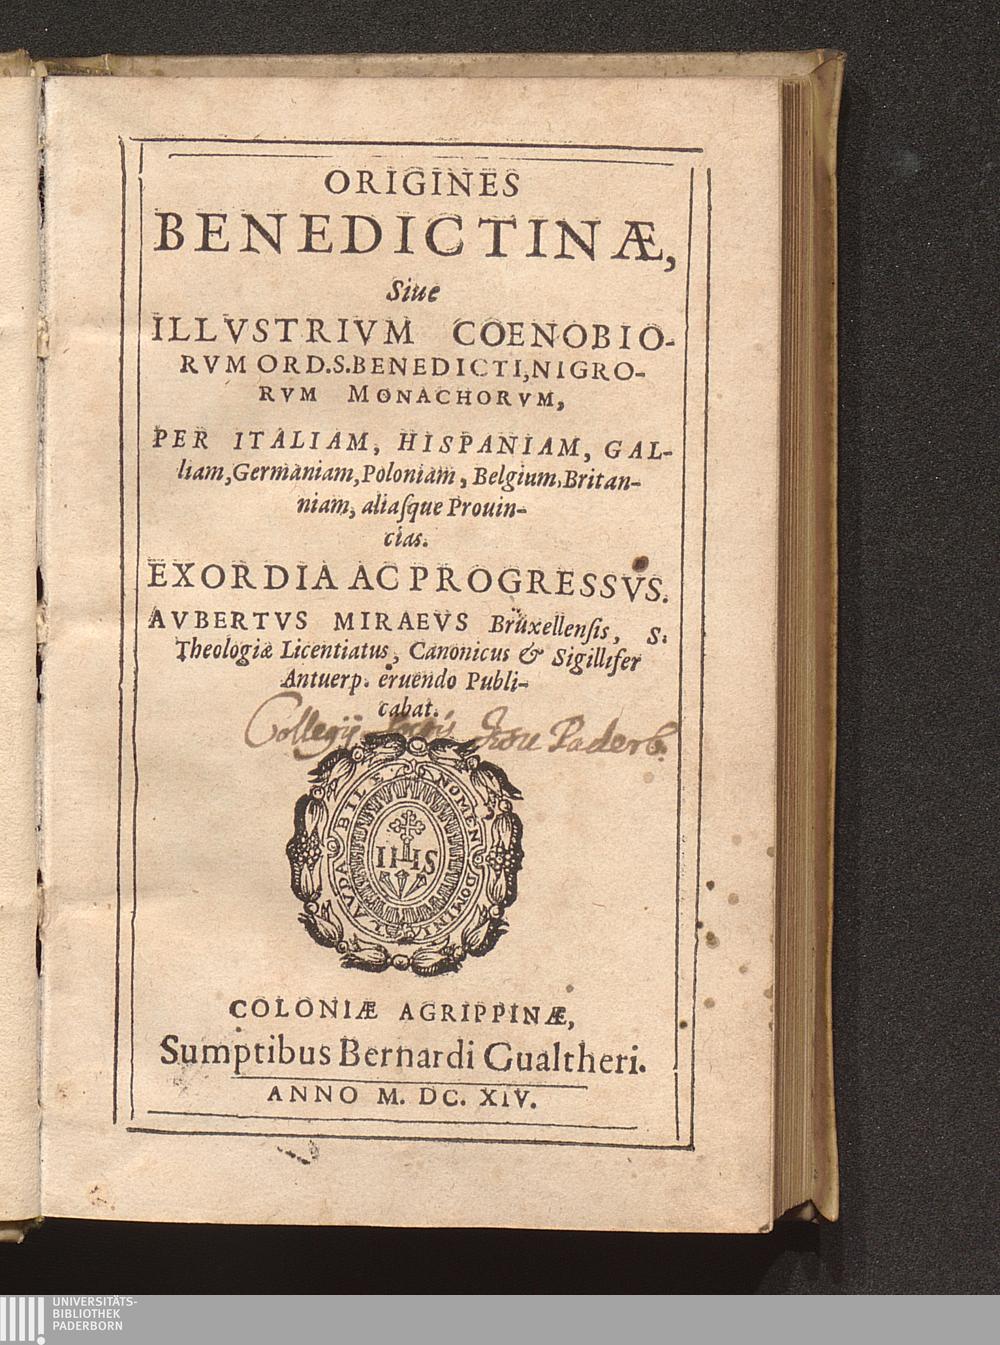 ORIGINES
BENEDICTINÆ,
Siue
ILLVSTRIVM COENOBIO-
RVM ORD.S.BENEDICTI,NIGRO-
RVM MONACHORVM,
PER ITALIAM, HISPANIAM, GAL-
liam,Germaniam,Poloniam, Belgium,Britan-
niam, aliasque Prouin-
cias.
EXORDIA AC PROGRESSVS.
AVBERTVS MIRAEVS Bruxellensis, S.
Theologiæ Licentiatus, Canonicus & Sigillifer
Antuerp. eruendo Publi-
cabat.
Collegij Paderb.
LAVDABILE NOMEN DOMINI
IHS
COLONIÆ AGRIPPINÆ,
Sumptibus Bernardi Gualtheri.
ANNO M. DC. XIV.
UNIVERSITÄTS-
BIBLIOTHEK
PADERBORN